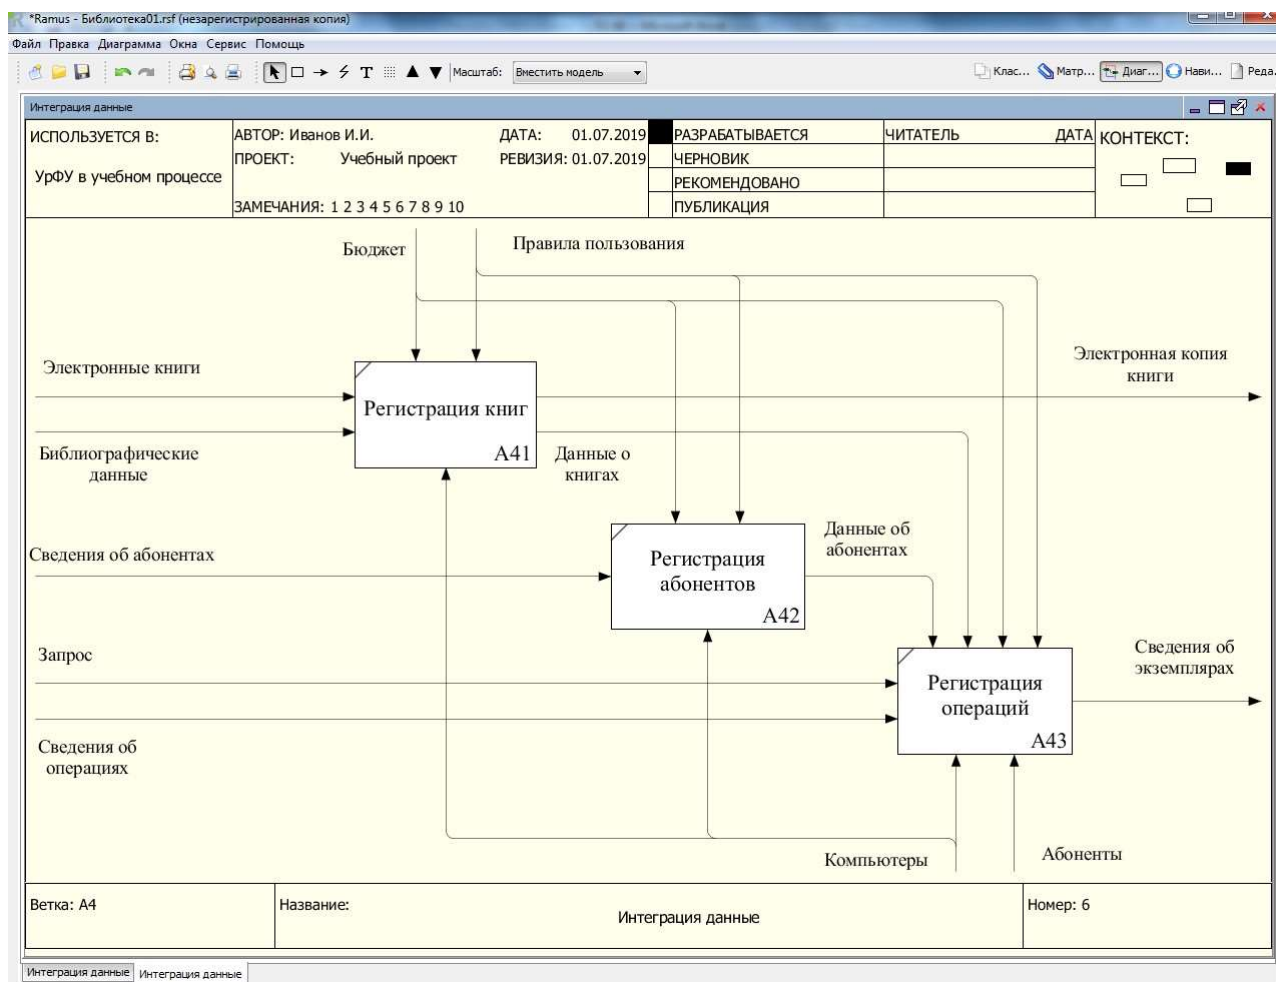 *Ramus - Библиотека01.rsf (незарегистрированная копия)
Файл Правка Диаграмма Окна Сервис Помощь
Масштаб: Вместить модель Клас... Матр... Диаг... Нави... Реда.
Интеграция данные
ИСПОЛЬЗУЕТСЯ В:
УрФУ в учебном процессе
АВТОР: Иванов И.И. ДАТА: 01.07.2019
ПРОЕКТ: Учебный проект РЕВИЗИЯ: 01.07.2019
ЗАМЕЧАНИЯ: 1 2 3 4 5 6 7 8 9 10
РАЗРАБАТЫВАЕТСЯ
ЧЕРНОВИК
РЕКОМЕНДОВАНО
ПУБЛИКАЦИЯ
ЧИТАТЕЛЬ ДАТА
КОНТЕКСТ:
Бюджет
Правила пользования
Электронные книги
Электронная копия
книги
Регистрация книг
A41
Библиографические
данные
Данные о
книгах
Сведения об абонентах
Регистрация
абонентов
A42
Данные об
абонентах
Запрос
Регистрация
операций
A43
Сведения об
экземплярах
Сведения об
операциях
Компьютеры
Абоненты
Ветка: A4
Название:
Интеграция данные
Номер: 6
Интеграция данные Интеграция данные